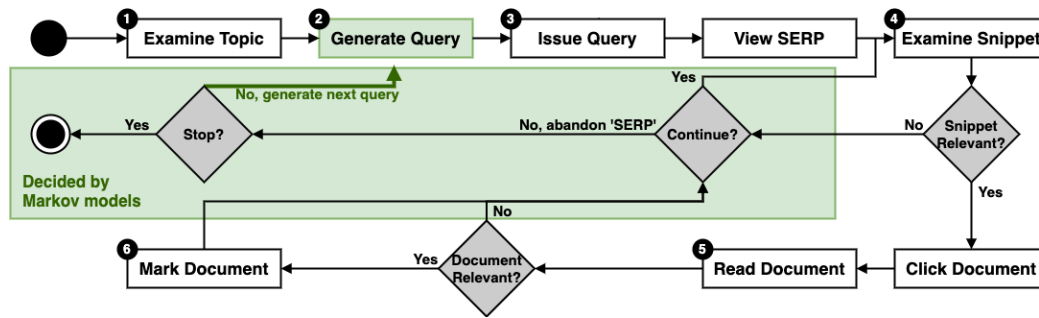 1
Examine Topic
2
Generate Query
3
Issue Query
View SERP
4
Examine Snippet
Yes
No, generate next query
Yes
Stop?
No, abandon 'SERP'
Continue?
No
Snippet
Relevant?
Decided by
Markov models
Yes
No
6
Mark Document
Yes
Document
Relevant?
5
Read Document
Click Document